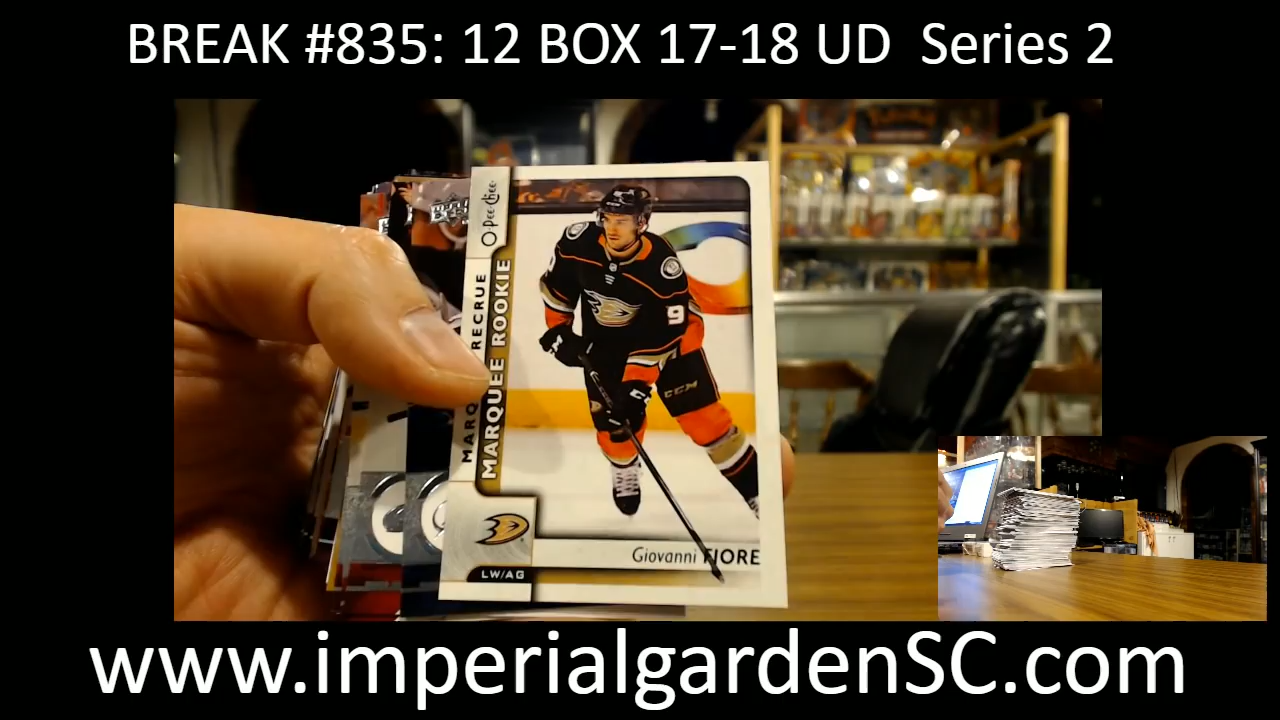 BREAK #835: 12 BOX 17-18 UD  Series 2
O-Pee-Chee
MARQ RECRUE
MARQUEE ROOKIE
9
CCM
Giovanni FIORE
LW/AG
www.imperialgardenSC.com